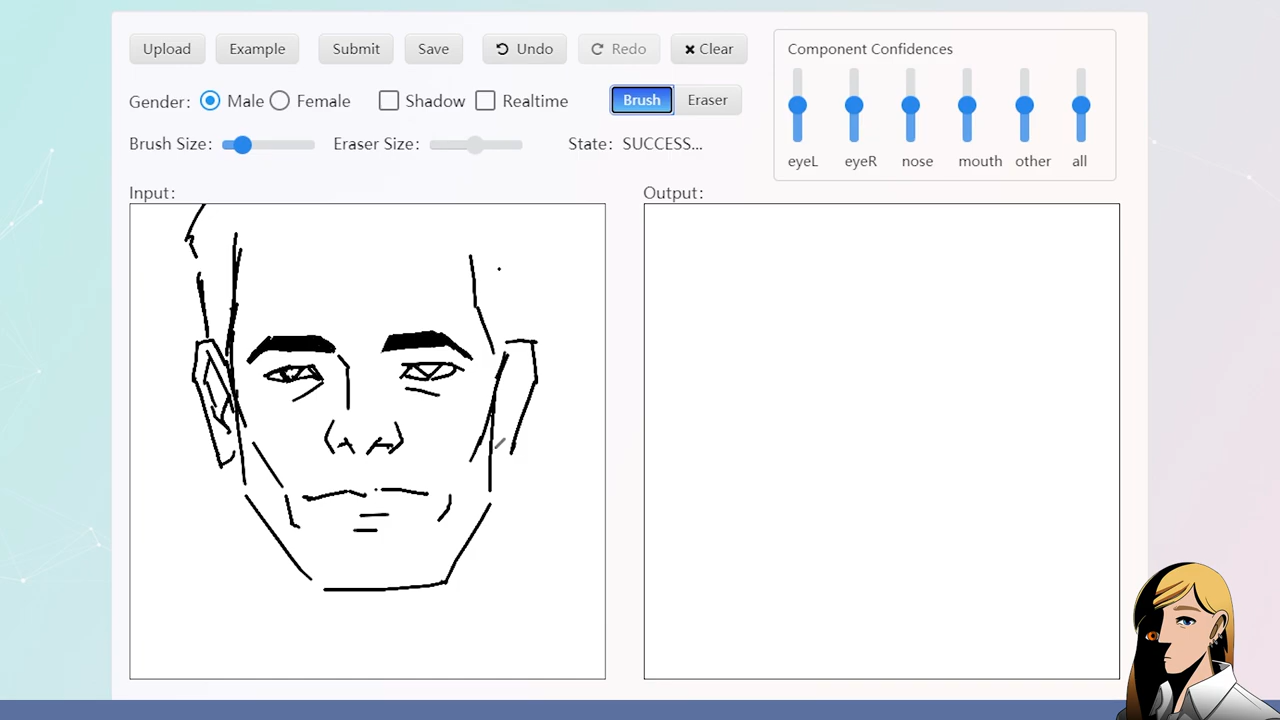 Upload Example Submit Save Undo Redo Clear
Component Confidences
Gender: Male Female Shadow Realtime Brush Eraser
Brush Size: Eraser Size: State: SUCCESS...
eyeL eyeR nose mouth other all
Input: Output: